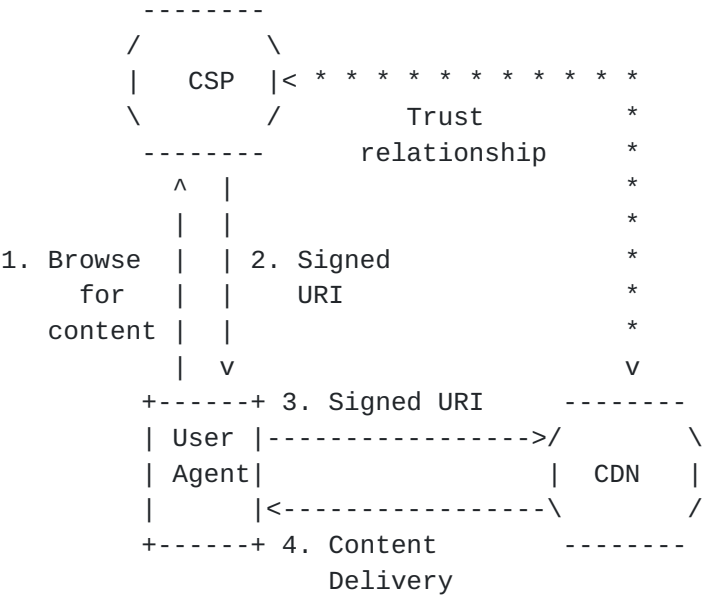 CSP
Trust
relationship
1. Browse 2. Signed
for URI
content
3. Signed URI
User
Agent CDN
4. Content
Delivery